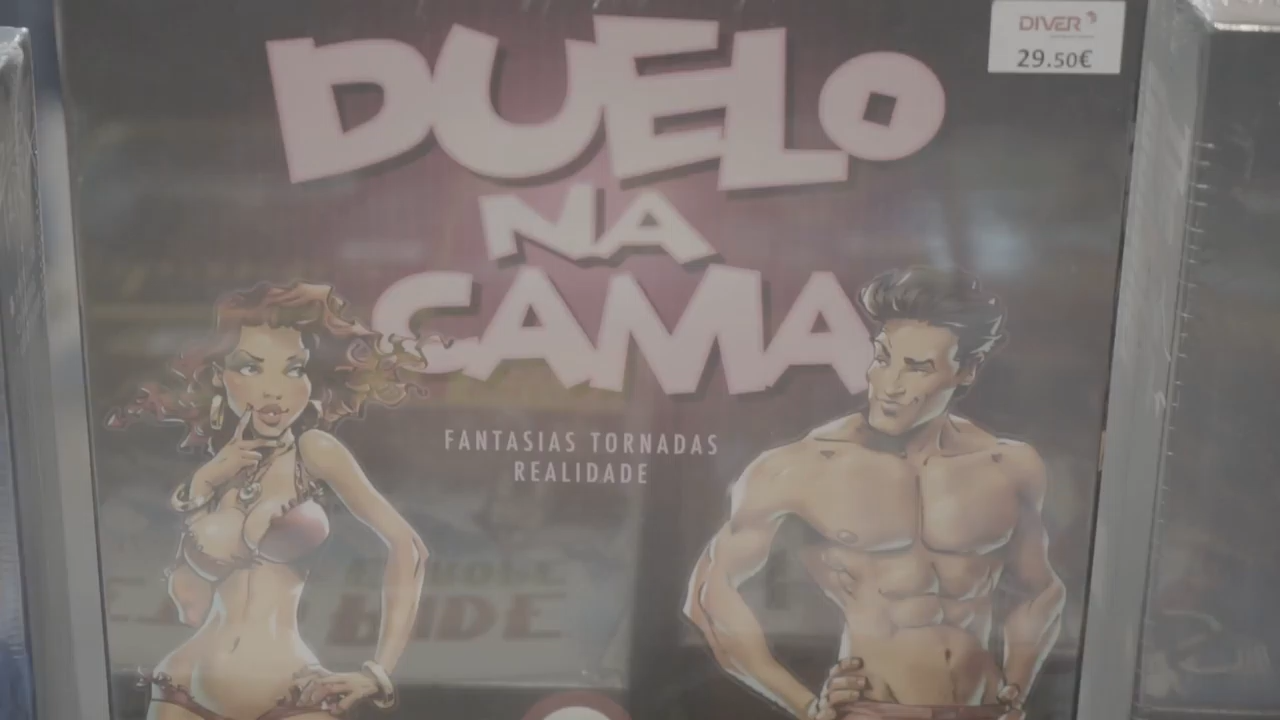 DIVER
29.50€
DUELO
NA
CAMA
FANTASIAS TORNADAS
REALIDADE